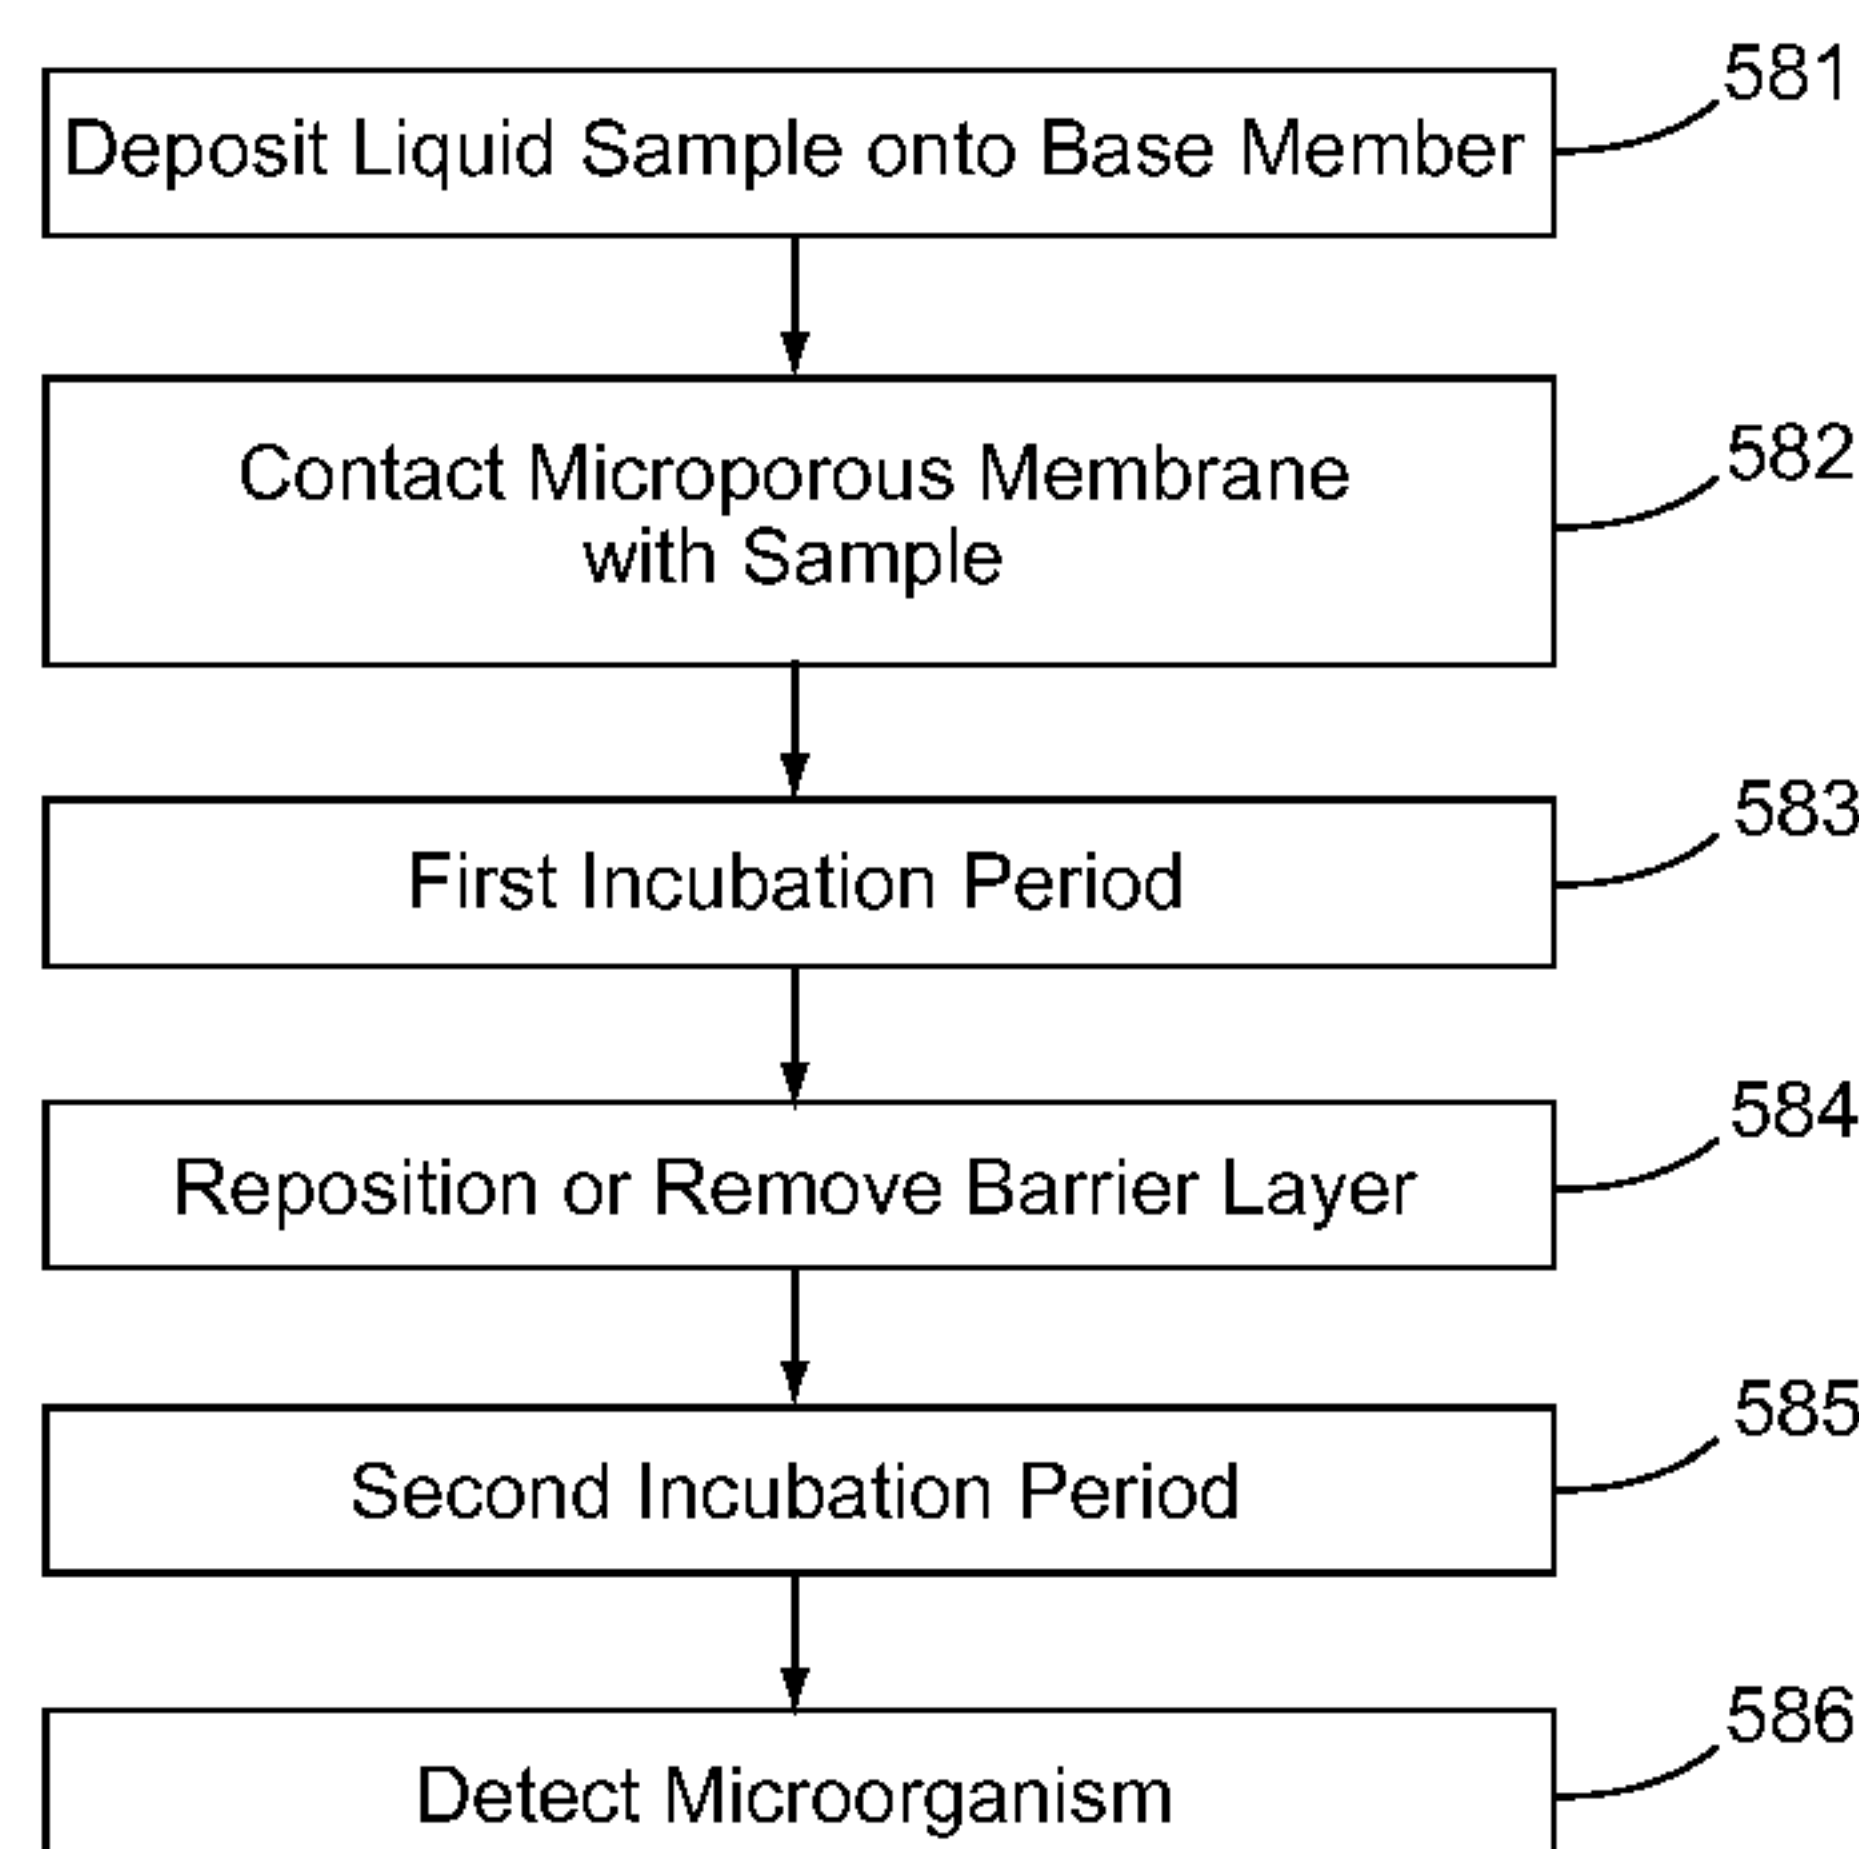 581
Deposit Liquid Sample onto Base Member
582
Contact Microporous Membrane
with Sample
583
First Incubation Period
584
Reposition or Remove Barrier Layer
585
Second Incubation Period
586
Detect Microorganism